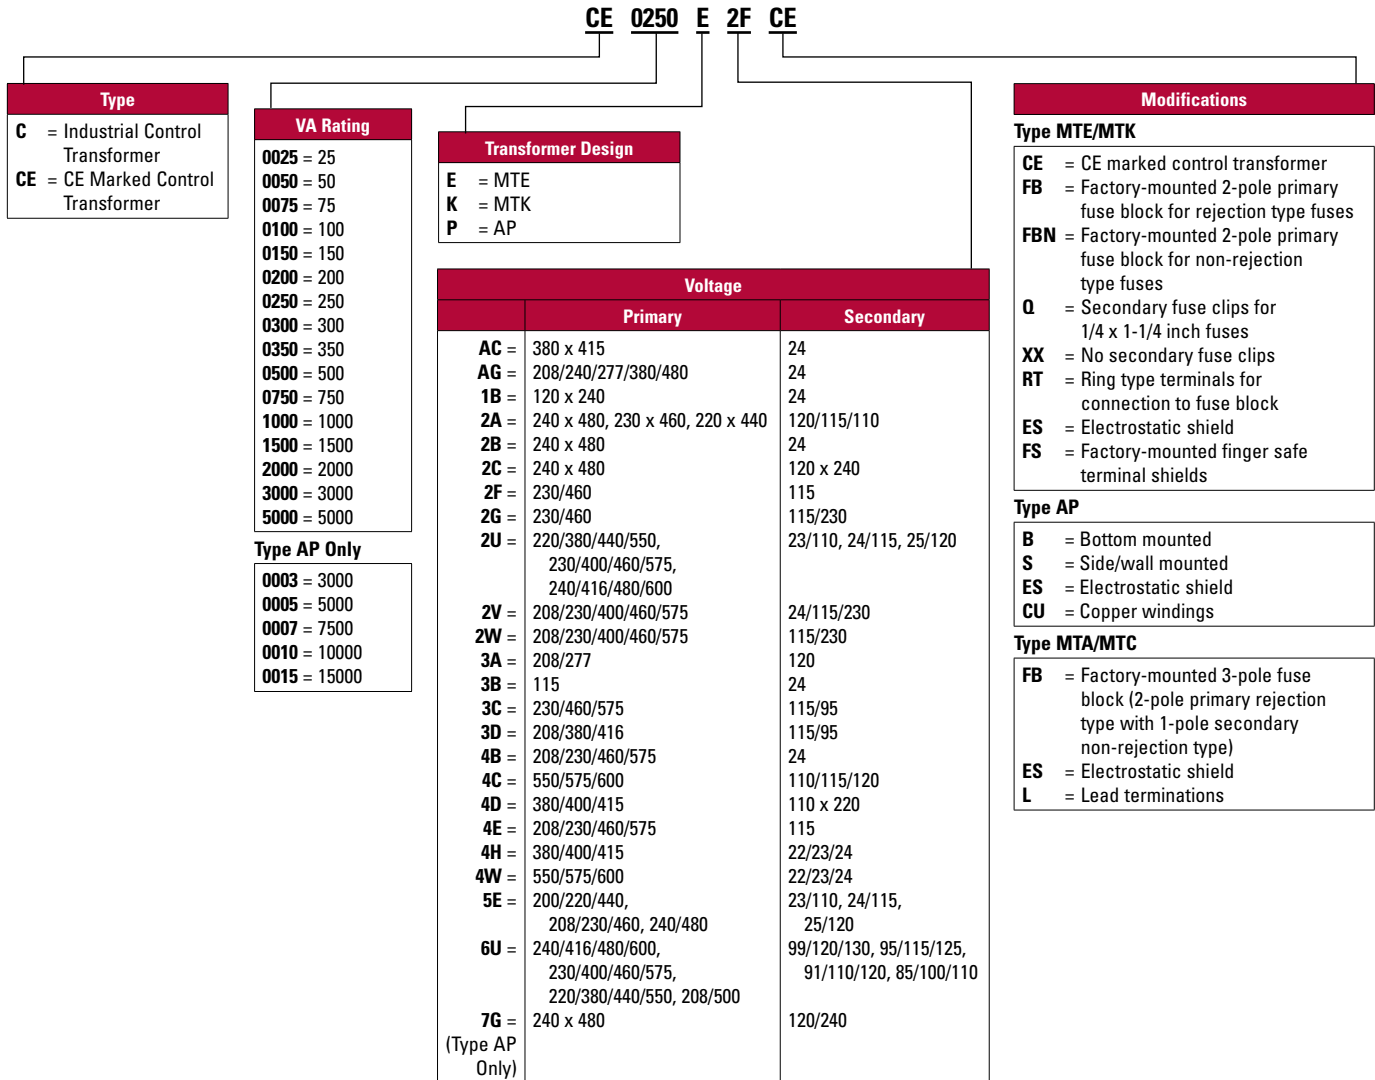 CE 0250 E 2F CE
Type
C = Industrial Control
Transformer
CE = CE Marked Control
Transformer
VA Rating
0025 = 25
0050 = 50
0075 = 75
0100 = 100
0150 = 150
0200 = 200
0250 = 250
0300 = 300
0350 = 350
0500 = 500
0750 = 750
1000 = 1000
1500 = 1500
2000 = 2000
3000 = 3000
5000 = 5000
Type AP Only
0003 = 3000
0005 = 5000
0007 = 7500
0010 = 10000
0015 = 15000
Transformer Design
E = MTE
K = MTK
P = AP
Voltage
Primary Secondary
AC = 380 x 415 24
AG = 208/240/277/380/480 24
1B = 120 x 240 24
2A = 240 x 480, 230 x 460, 220 x 440 120/115/110
2B = 240 x 480 24
2C = 240 x 480 120 x 240
2F = 230/460 115
2G = 230/460 115/230
2U = 220/380/440/550, 23/110, 24/115, 25/120
230/400/460/575,
240/416/480/600
2V = 208/230/400/460/575 24/115/230
2W = 208/230/400/460/575 115/230
3A = 208/277 120
3B = 115 24
3C = 230/460/575 115/95
3D = 208/380/416 115/95
4B = 208/230/460/575 24
4C = 550/575/600 110/115/120
4D = 380/400/415 110 x 220
4E = 208/230/460/575 115
4H = 380/400/415 22/23/24
4W = 550/575/600 22/23/24
5E = 200/220/440, 23/110, 24/115,
208/230/460, 240/480 25/120
6U = 240/416/480/600, 99/120/130, 95/115/125,
230/400/460/575, 91/110/120, 85/100/110
220/380/440/550, 208/500
7G = 240 x 480 120/240
(Type AP
Only)
Modifications
Type MTE/MTK
CE = CE marked control transformer
FB = Factory-mounted 2-pole primary
fuse block for rejection type fuses
FBN = Factory-mounted 2-pole primary
fuse block for non-rejection
type fuses
Q = Secondary fuse clips for
1/4 x 1-1/4 inch fuses
XX = No secondary fuse clips
RT = Ring type terminals for
connection to fuse block
ES = Electrostatic shield
FS = Factory-mounted finger safe
terminal shields
Type AP
B = Bottom mounted
S = Side/wall mounted
ES = Electrostatic shield
CU = Copper windings
Type MTA/MTC
FB = Factory-mounted 3-pole fuse
block (2-pole primary rejection
type with 1-pole secondary
non-rejection type)
ES = Electrostatic shield
L = Lead terminations